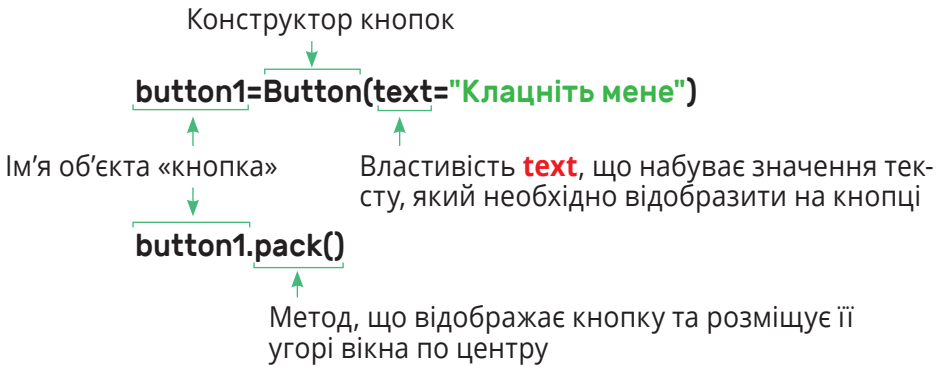 Конструктор кнопок
button1=Button(text="Клацніть мене")
Ім’я об’єкта «кнопка»
Властивість text, що набуває значення тек-
сту, який необхідно відобразити на кнопці
button1.pack()
Метод, що відображає кнопку та розміщує її
угорі вікна по центру